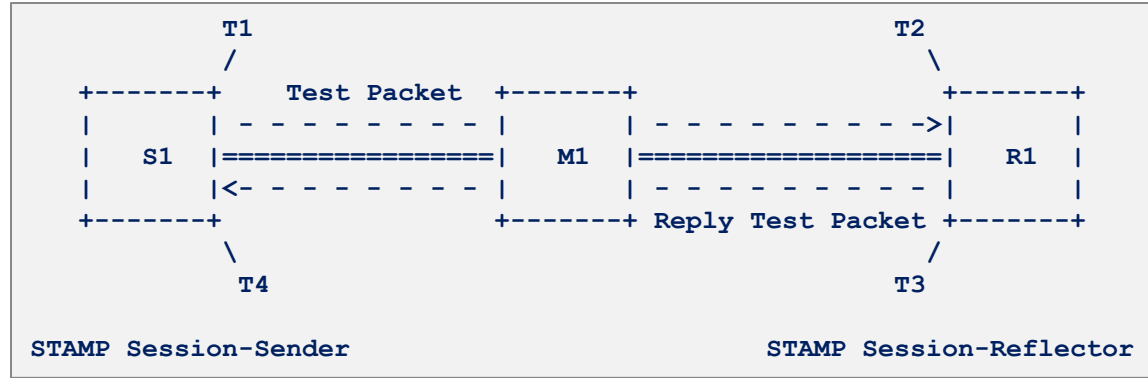 T1 T2
/ \
+-------+ Test Packet +-------+ +-------+
| | - - - - - - - - | | - - - - - - - - - ->| |
| S1 |=================| M1 |===================| R1 |
| |<- - - - - - - - | | - - - - - - - - - - | |
+-------+ +-------+ Reply Test Packet +-------+
\ /
T4 T3
STAMP Session-Sender STAMP Session-Reflector